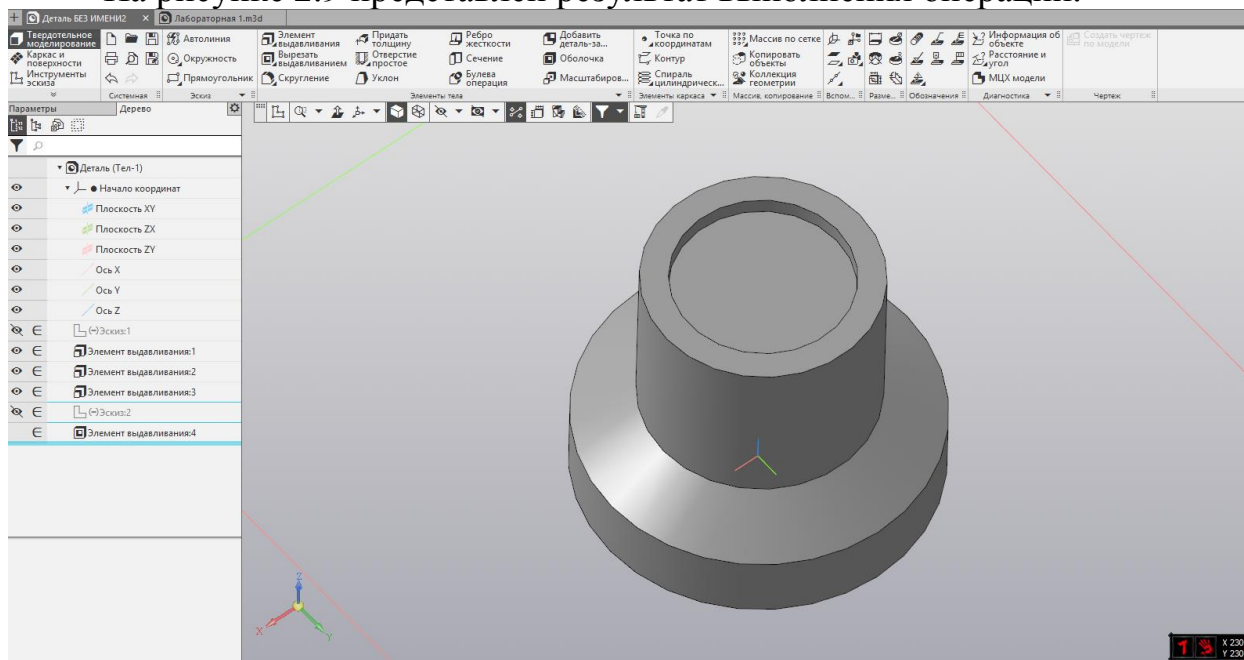 На рисунке 2.9 представлен результат выполнения операции.
Деталь БЕЗ ИМЕНИ2 × Лабораторная 1.m3d
Твердотельное моделирование
Каркас и поверхности
Инструменты эскиза
Системная
Автолиния
Окружность
Прямоугольник
Эскиз
Элемент выдавливания
Вырезать выдавливанием
Скругление
Придать толщину
Отверстие простое
Уклон
Ребро жесткости
Сечение
Булева операция
Добавить деталь-за...
Оболочка
Масштабиров...
Элементы тела
Точка по координатам
Контур
Спираль цилиндрическ...
Элементы каркаса
Массив по сетке
Копировать объекты
Коллекция геометрии
Массив, копирование
Вспом...
Разме...
Обозначения
Информация об объекте
Расстояние и угол
МЦХ модели
Диагностика
Создать чертеж по модели
Чертеж
Параметры
Дерево
Деталь (Тел-1)
Начало координат
Плоскость XY
Плоскость ZX
Плоскость ZY
Ось X
Ось Y
Ось Z
(-)Эскиз:1
Элемент выдавливания:1
Элемент выдавливания:2
Элемент выдавливания:3
(-)Эскиз:2
Элемент выдавливания:4
Z
X
Y
X 230
Y 230